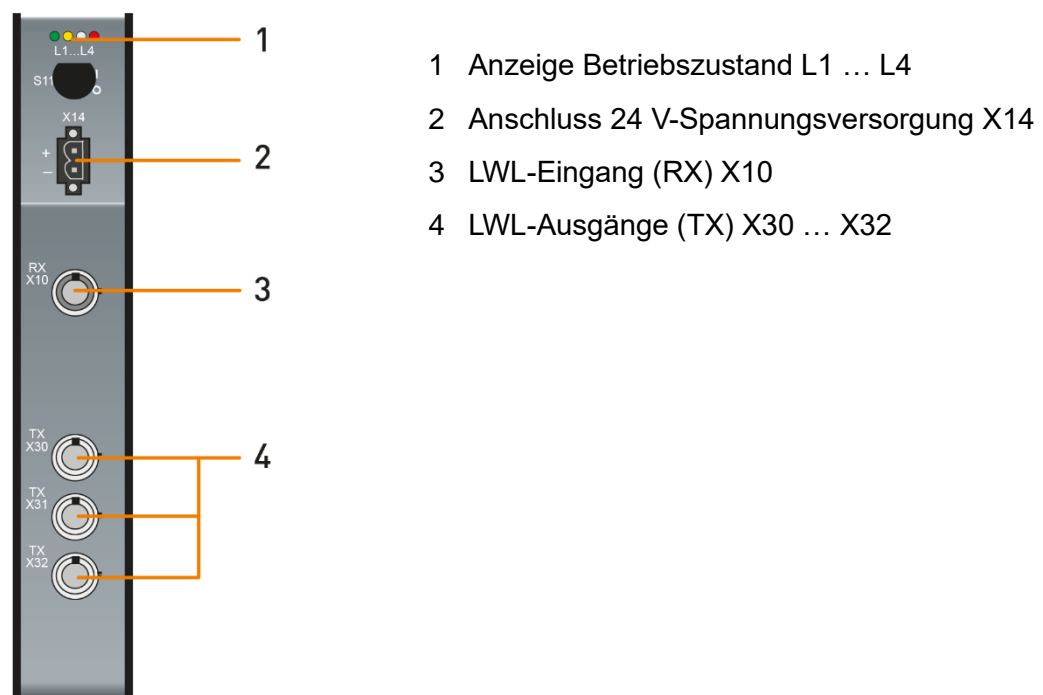 L1...L4
S11
I
O
X14
+
–
RX
X10
TX
X30
TX
X31
TX
X32
1
2
3
4
1 Anzeige Betriebszustand L1 … L4
2 Anschluss 24 V-Spannungsversorgung X14
3 LWL-Eingang (RX) X10
4 LWL-Ausgänge (TX) X30 … X32